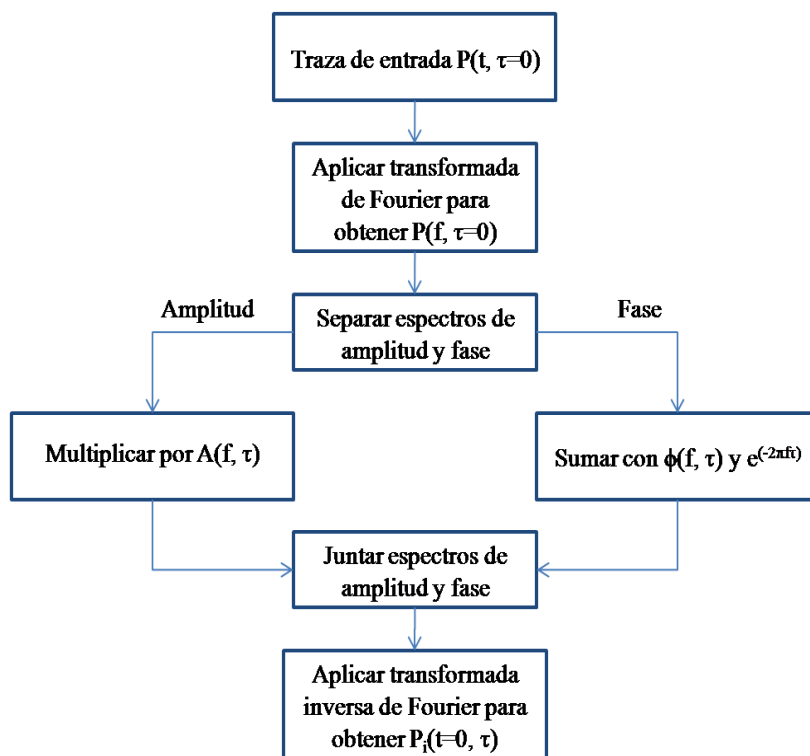 Traza de entrada P(t, τ=0)
Aplicar transformada
de Fourier para
obtener P(f, τ=0)
Amplitud
Separar espectros de
amplitud y fase
Fase
Multiplicar por A(f, τ)
Sumar con ϕ(f, τ) y e⁽⁻²πfτ⁾
Juntar espectros de
amplitud y fase
Aplicar transformada
inversa de Fourier para
obtener Pᵢ(t=0, τ)